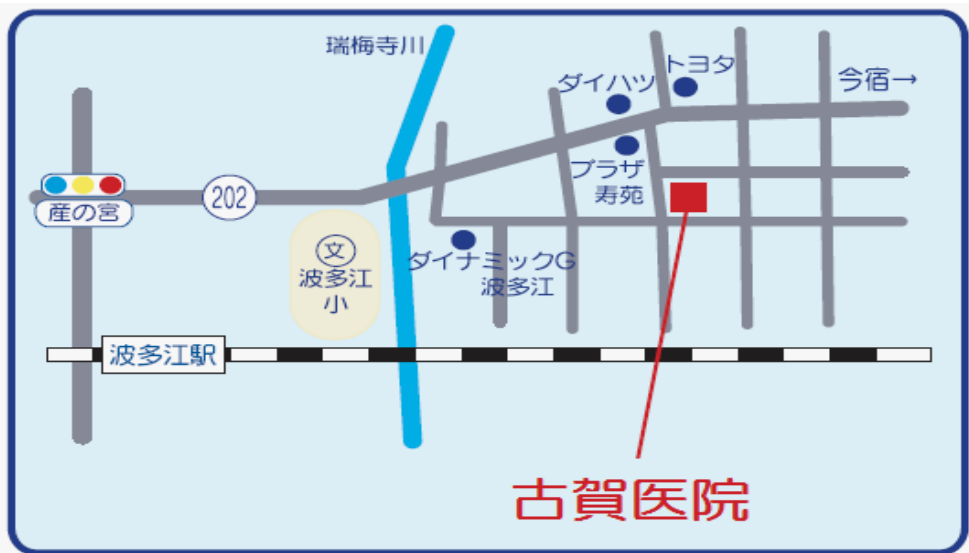 瑞梅寺川
トヨタ
ダイハツ
今宿→
プラザ
寿苑
202
産の宮
文
波多江
小
ダイナミックG
波多江
波多江駅
古賀医院